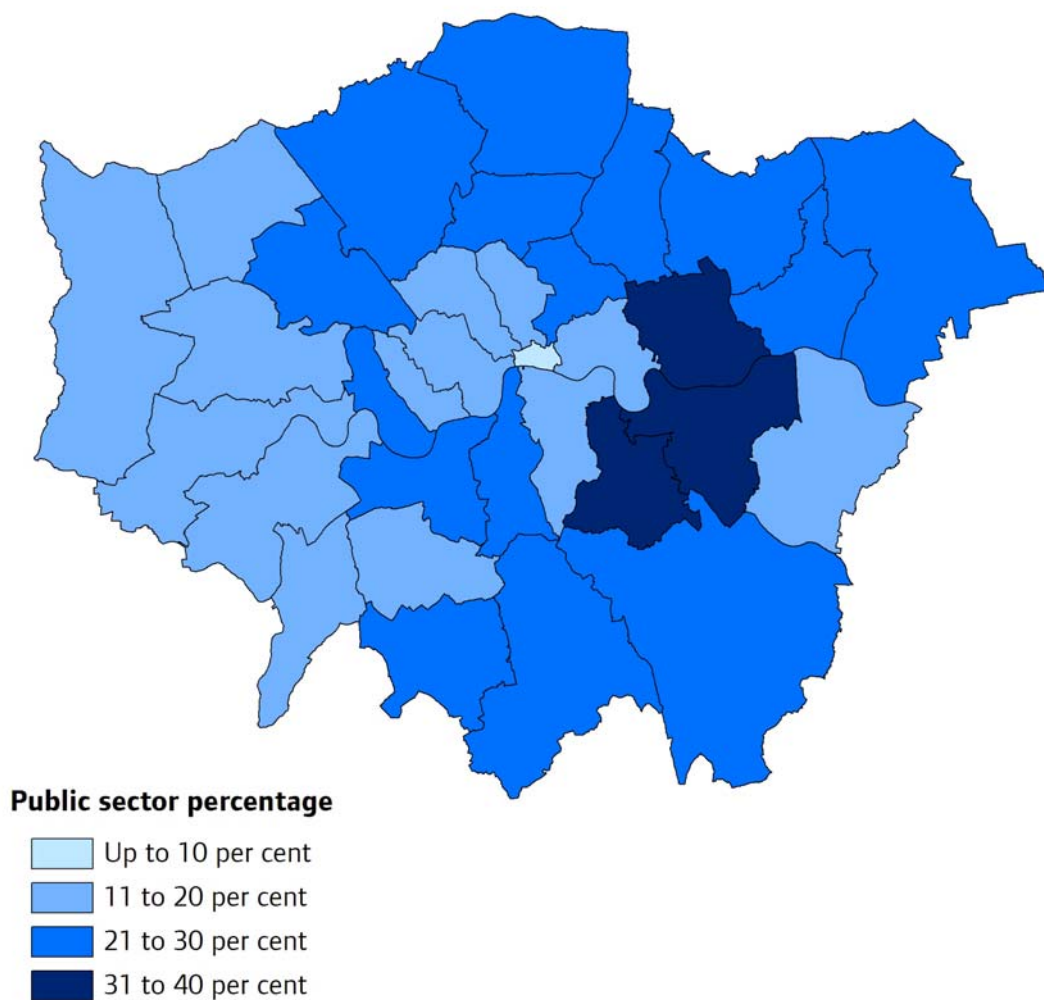 Public sector percentage
Up to 10 per cent
11 to 20 per cent
21 to 30 per cent
31 to 40 per cent